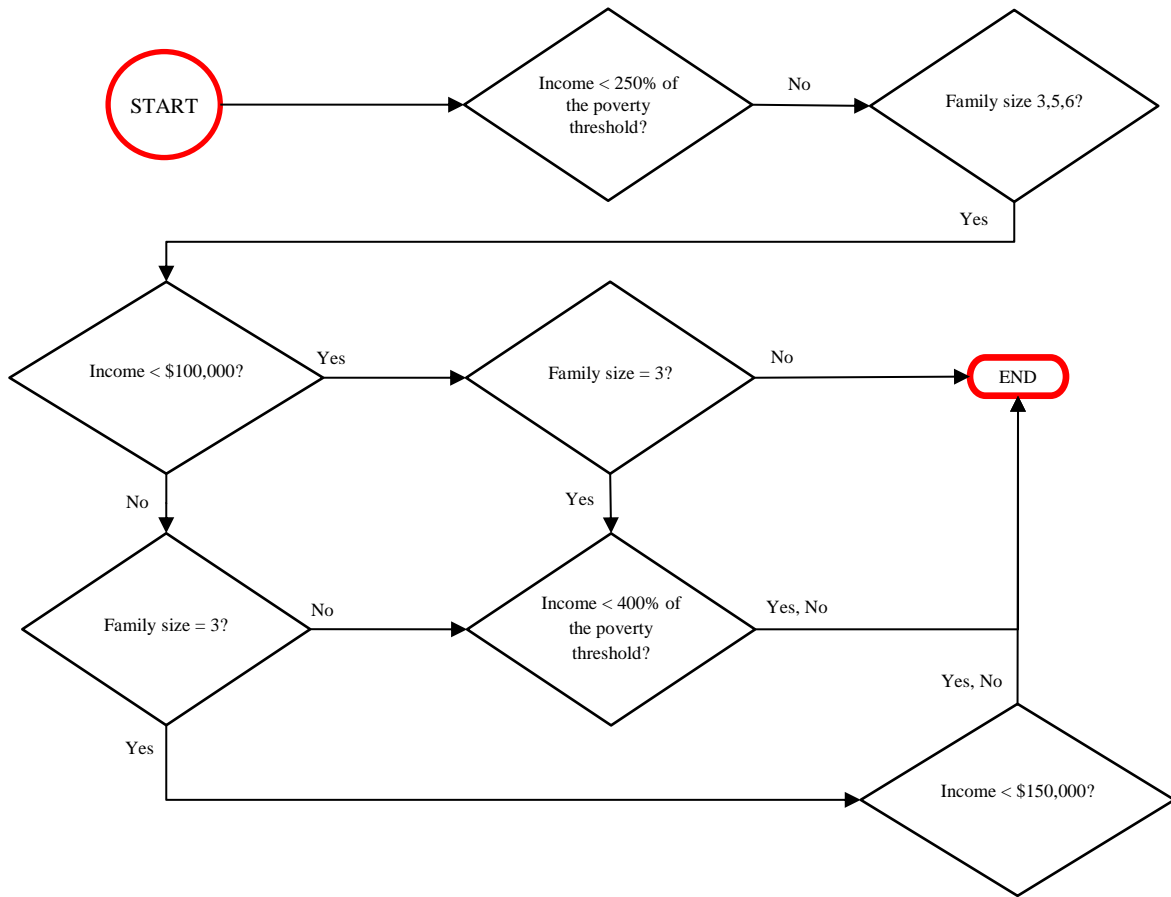 START
Income < 250% of
the poverty
threshold?
No
Family size 3,5,6?
Yes
Income < $100,000?
Yes
Family size = 3?
No
END
No
Yes
Family size = 3?
No
Income < 400% of
the poverty
threshold?
Yes, No
Yes, No
Yes
Income < $150,000?